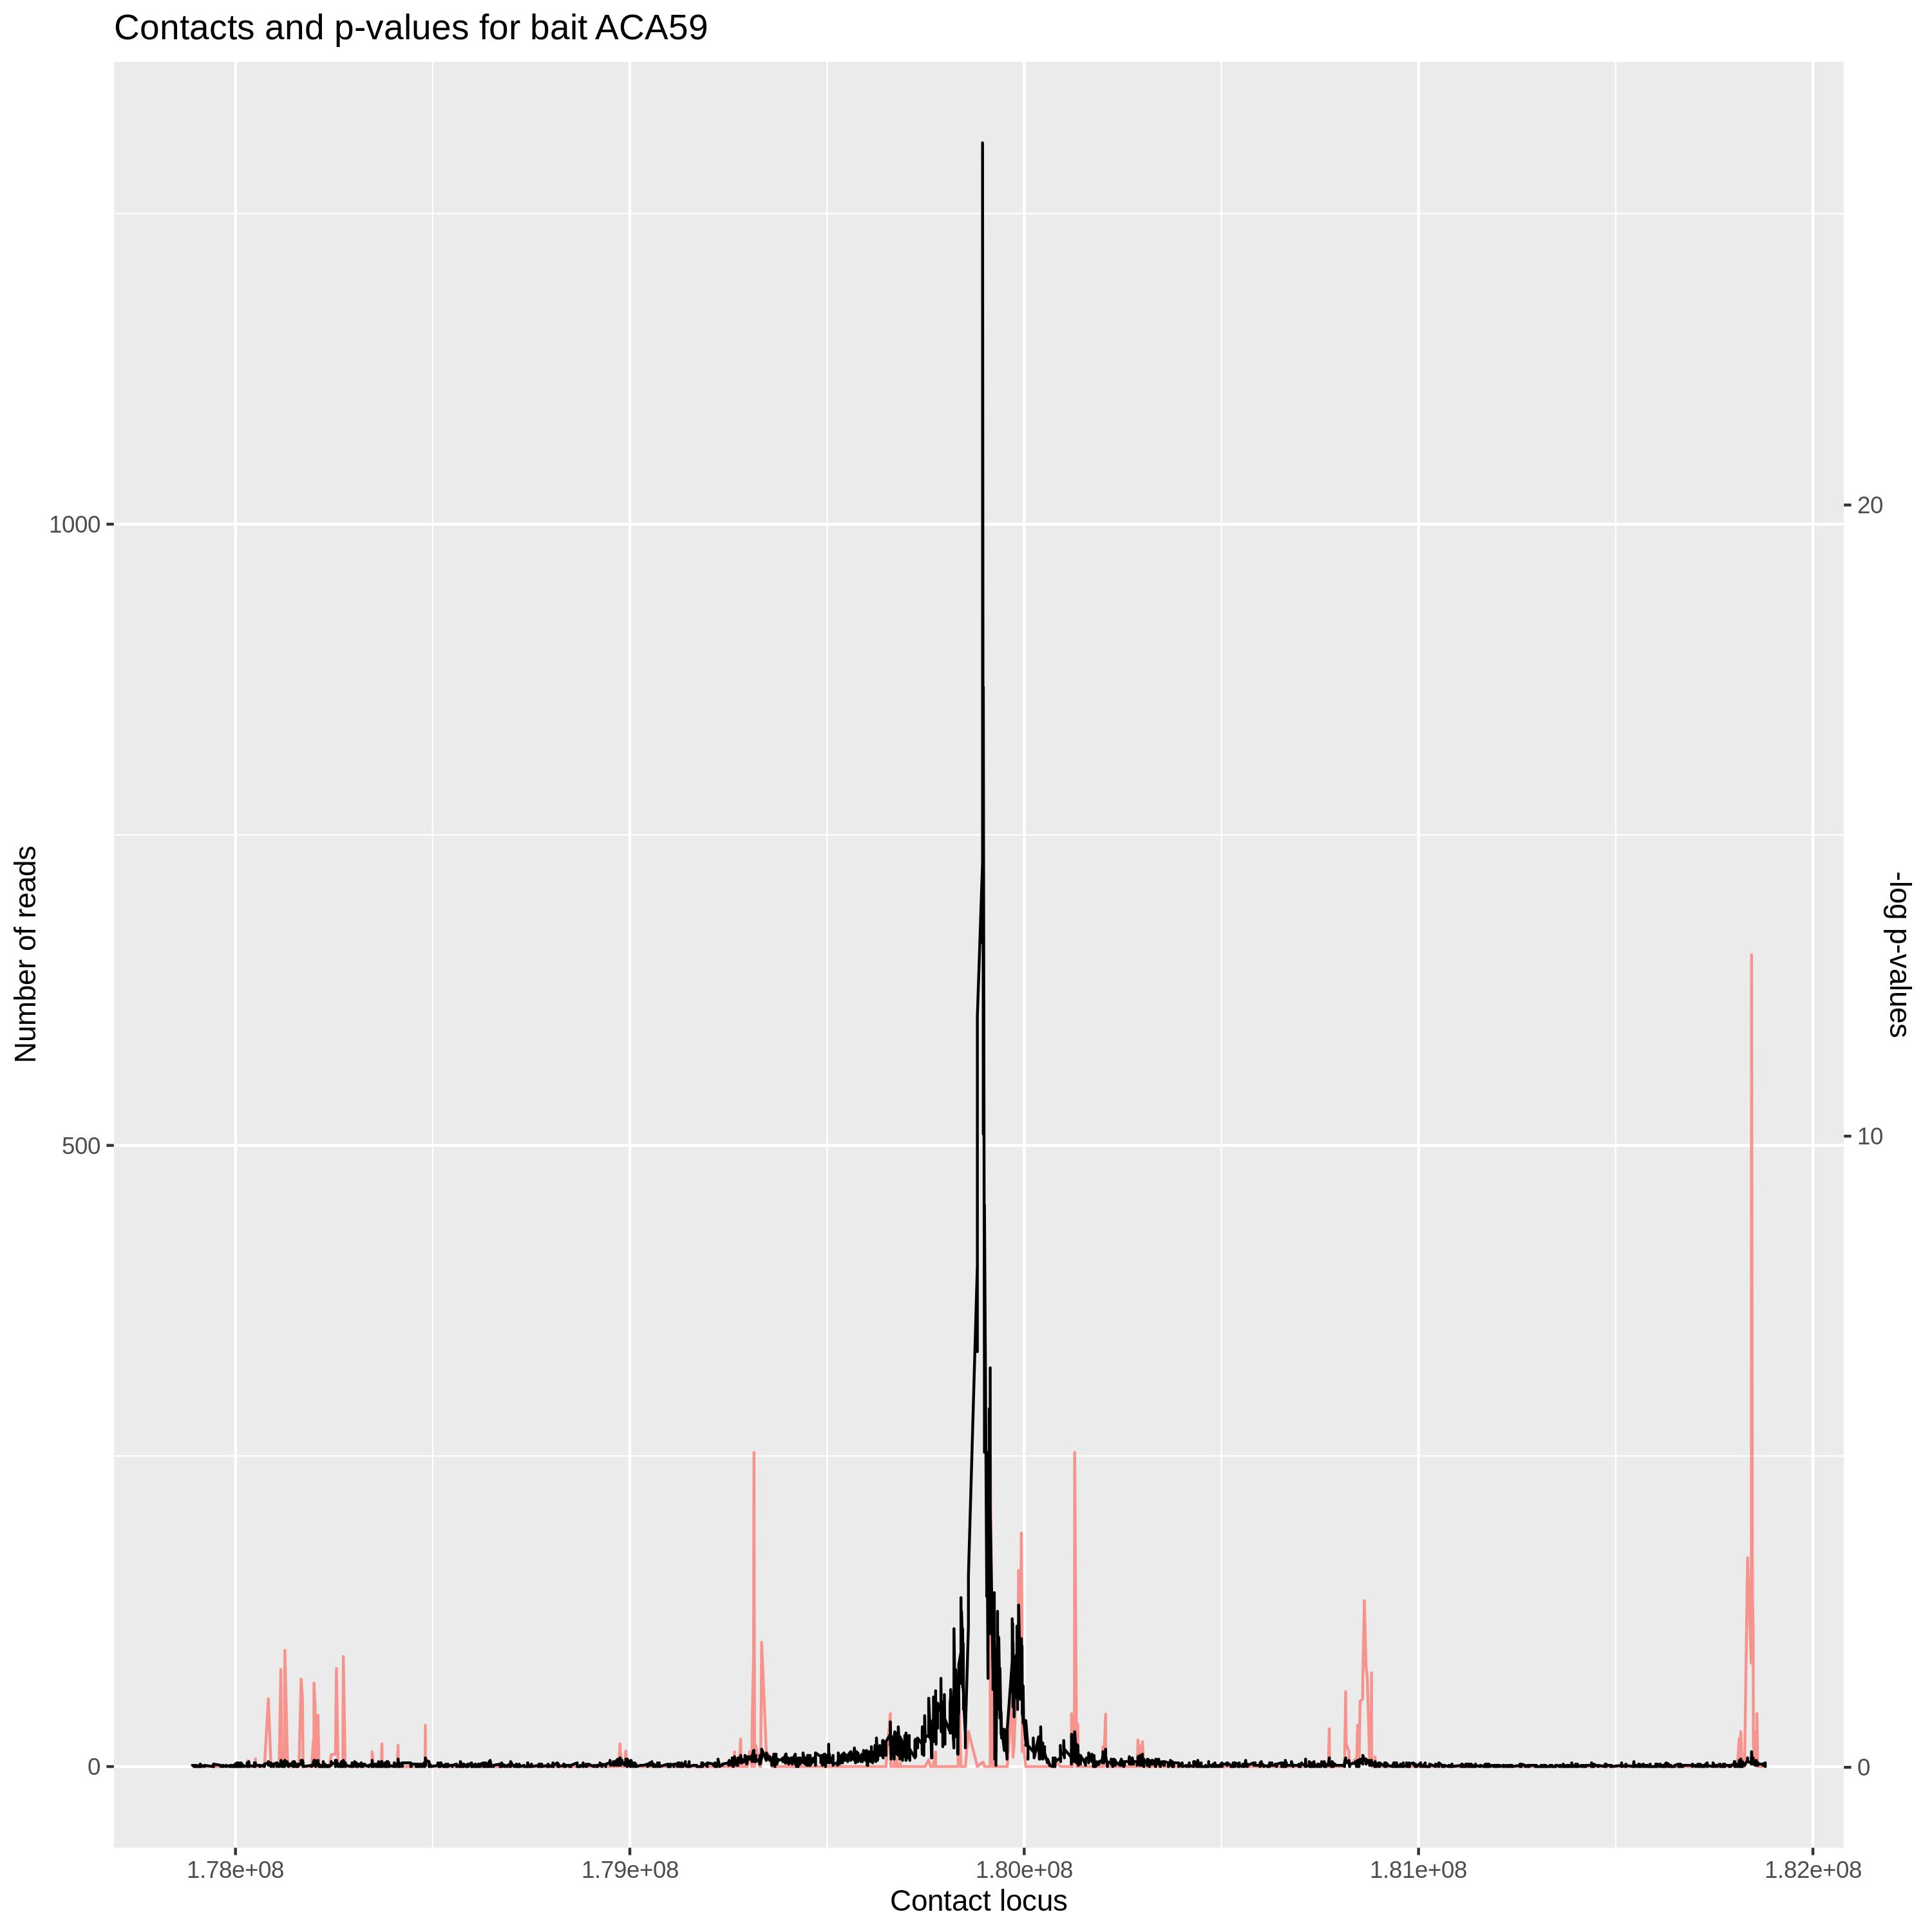 Contacts and p-values for bait ACA59
Number of reads
1000
500
0
20
10
0
-log p-values
1.78e+08 1.79e+08 1.80e+08 1.81e+08 1.82e+08
Contact locus